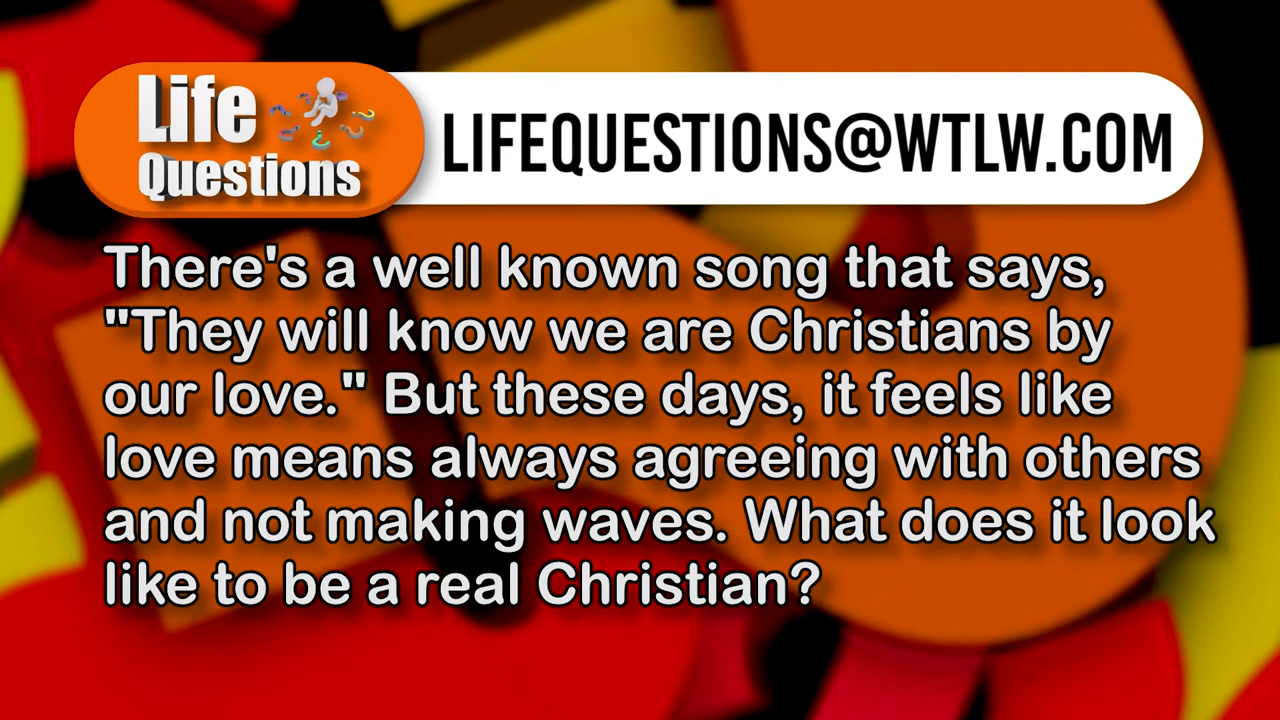 Life
Questions
LIFEQUESTIONS@WTLW.COM
There's a well known song that says,
"They will know we are Christians by
our love." But these days, it feels like
love means always agreeing with others
and not making waves. What does it look
like to be a real Christian?